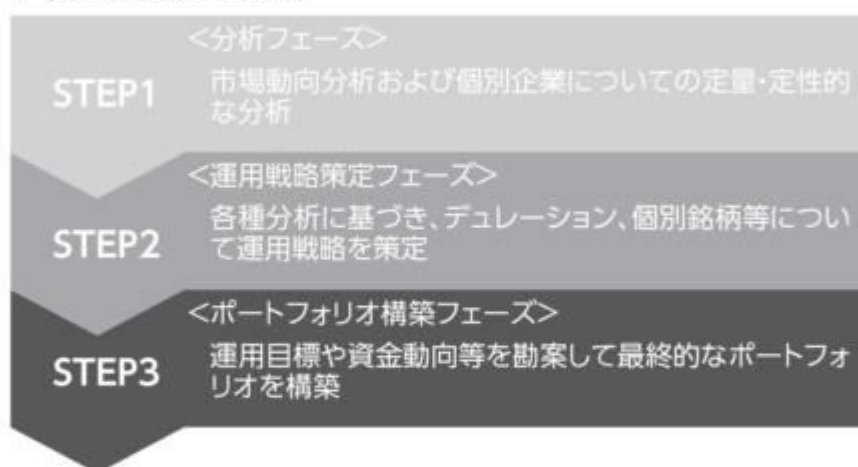 <分析フェーズ>
STEP1
市場動向分析および個別企業についての定量・定性的
な分析
<運用戦略策定フェーズ>
STEP2
各種分析に基づき、デュレーション、個別銘柄等につい
て運用戦略を策定
<ポートフォリオ構築フェーズ>
STEP3
運用目標や資金動向等を勘案して最終的なポートフォ
リオを構築